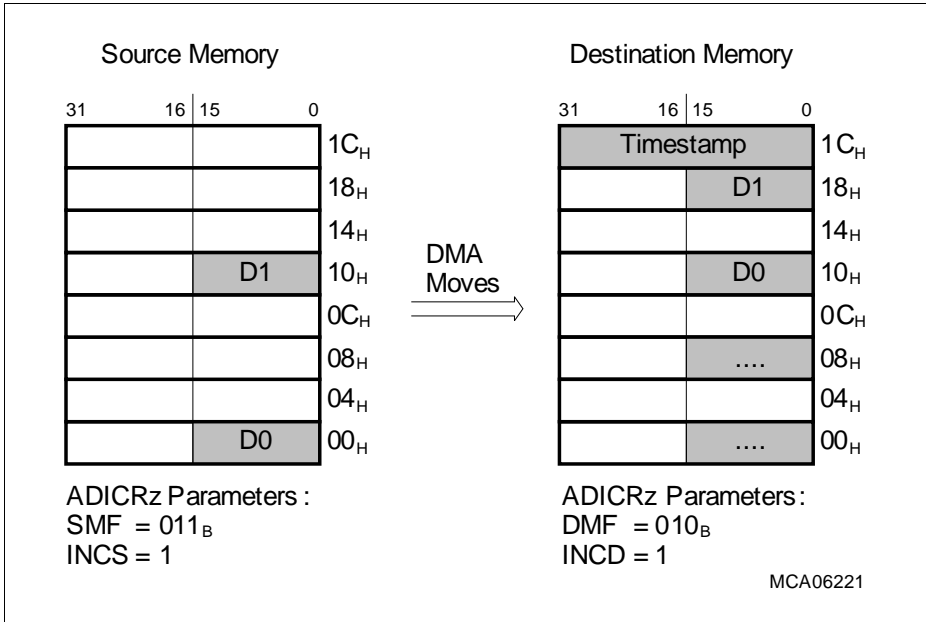 Source Memory
Destination Memory
31 16 15 0
31 16 15 0
1CH
Timestamp 1CH
18H
D1 18H
14H
14H
D1 10H
D0 10H
DMA
Moves
0CH
0CH
08H
.... 08H
04H
04H
D0 00H
.... 00H
ADICRz Parameters:
SMF = 011B
INCS = 1
ADICRz Parameters:
DMF = 010B
INCD = 1
MCA06221